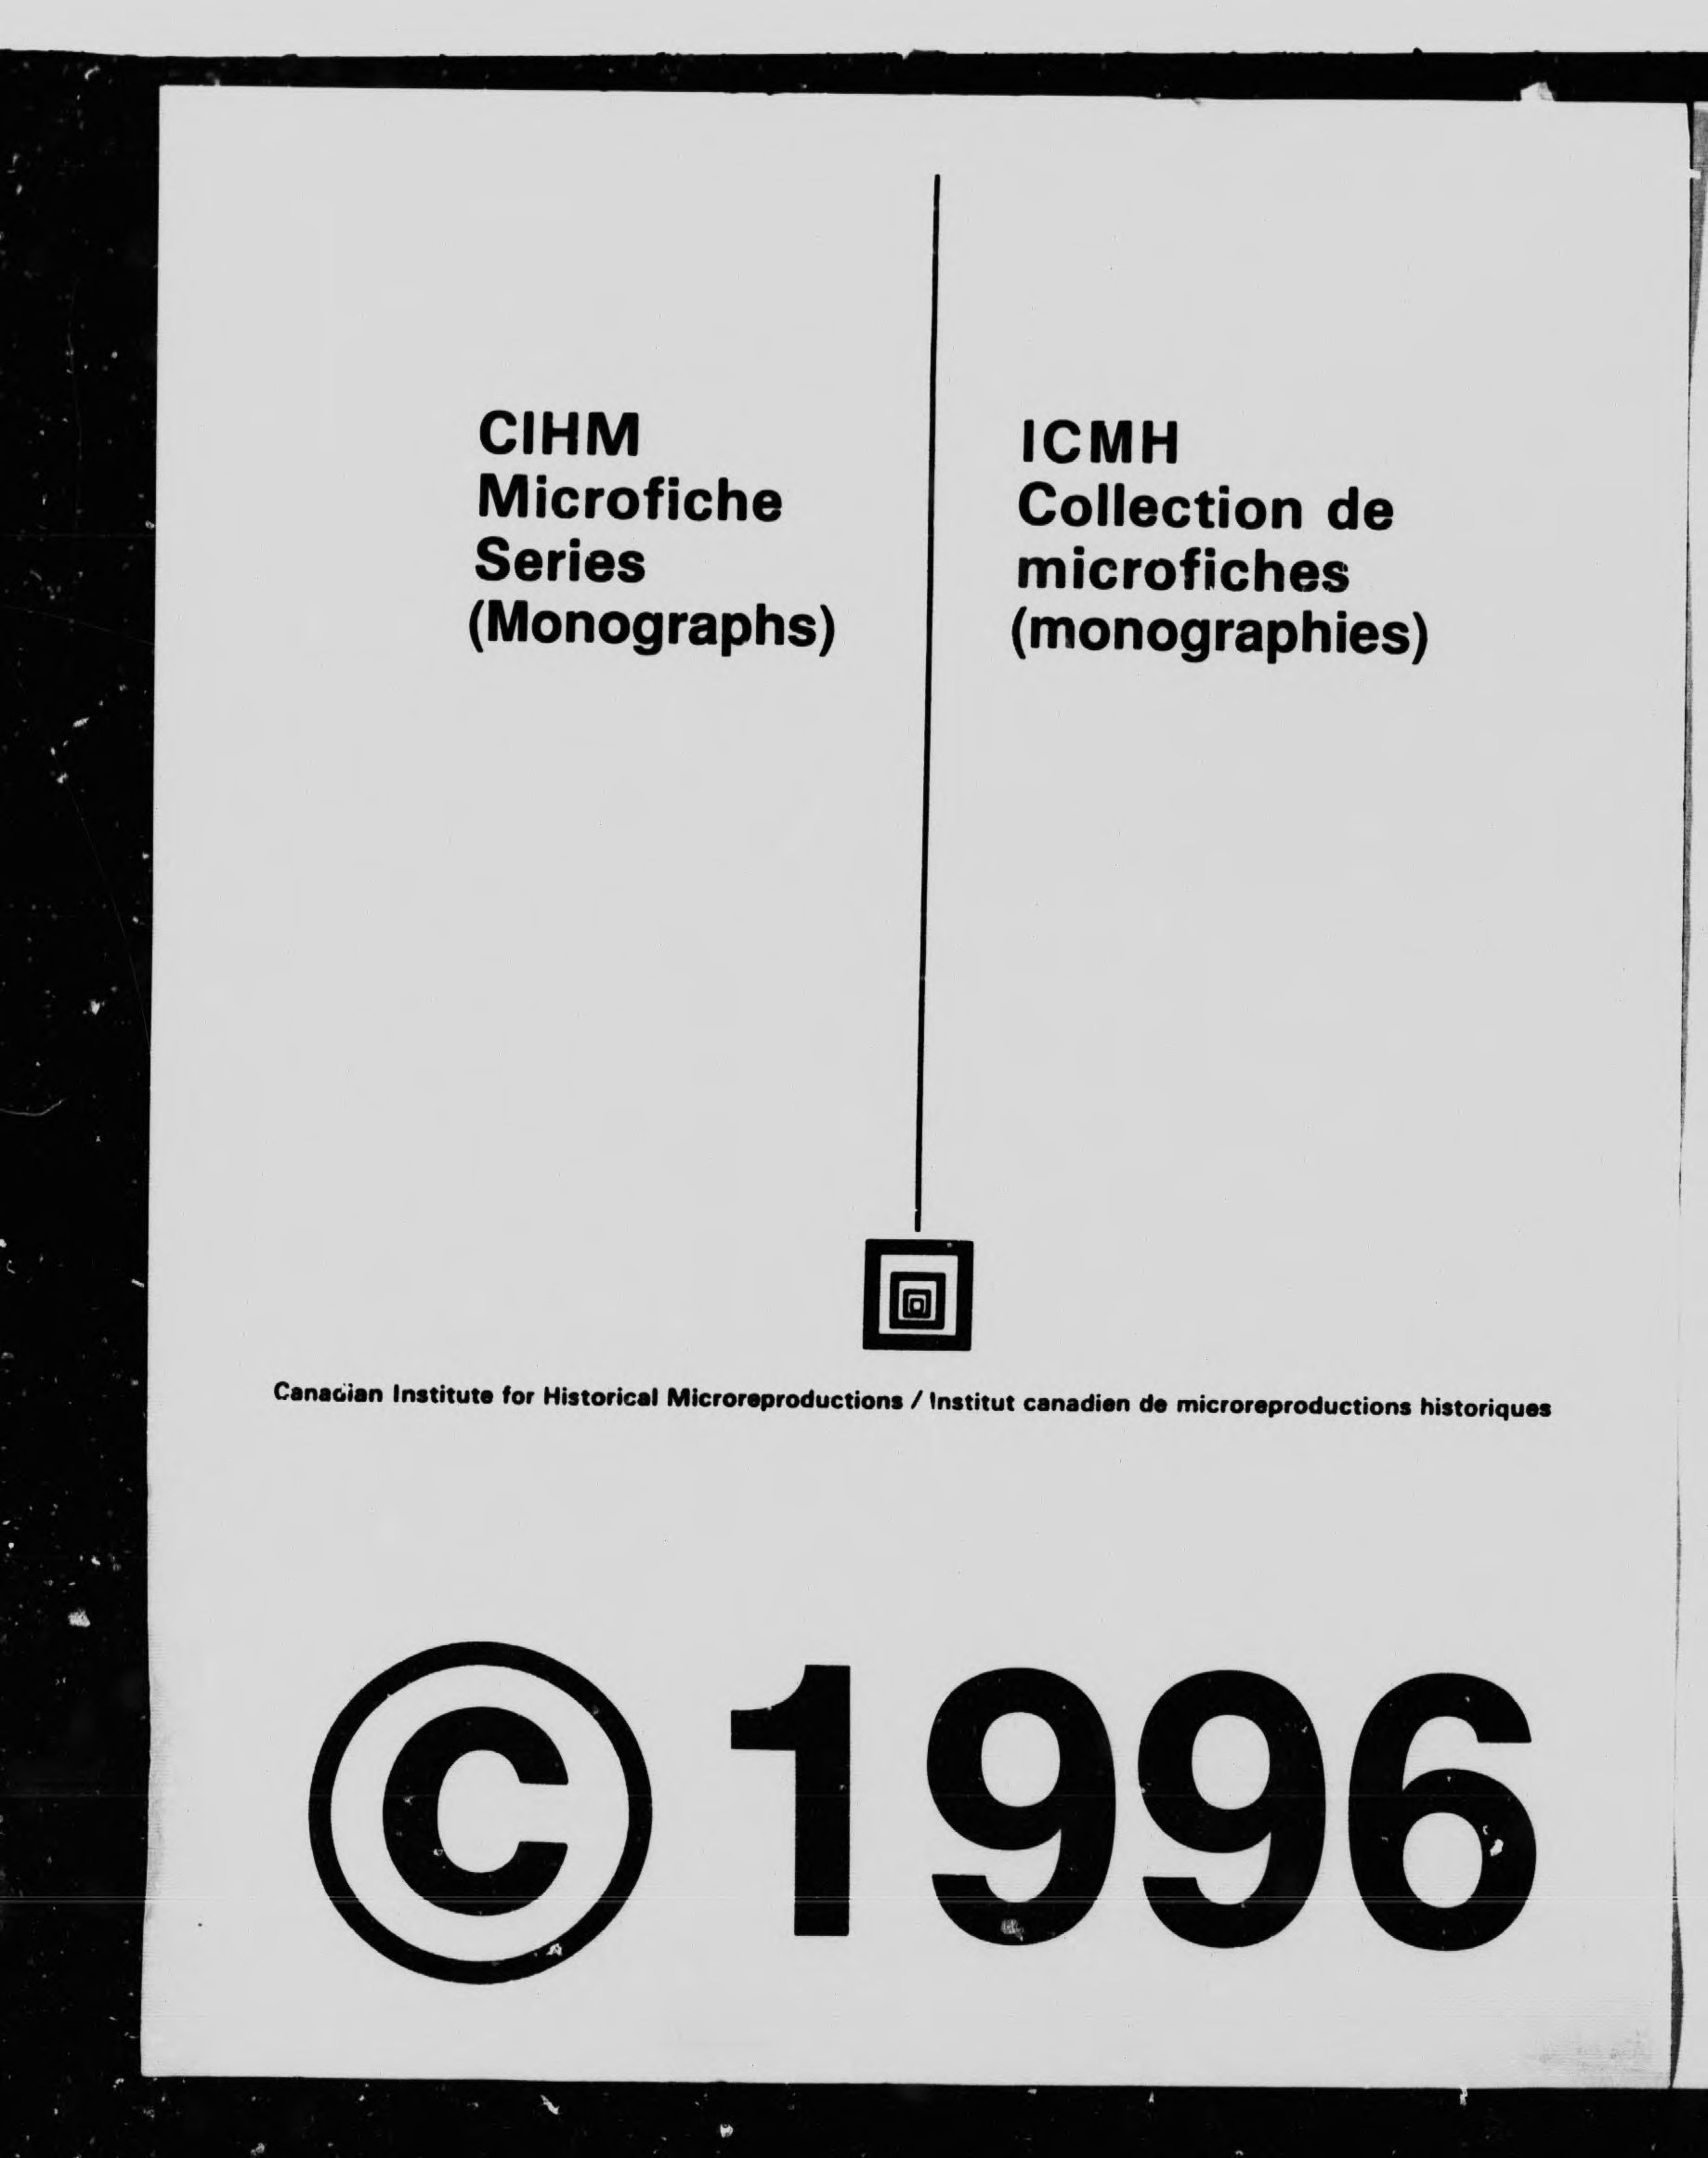 CIHM
Microfiche
Series
(Monographs)
ICMH
Collection de
microfiches
(monographies)
Canadian Institute for Historical Microreproductions / Institut canadien de microreproductions historiques
© 1996